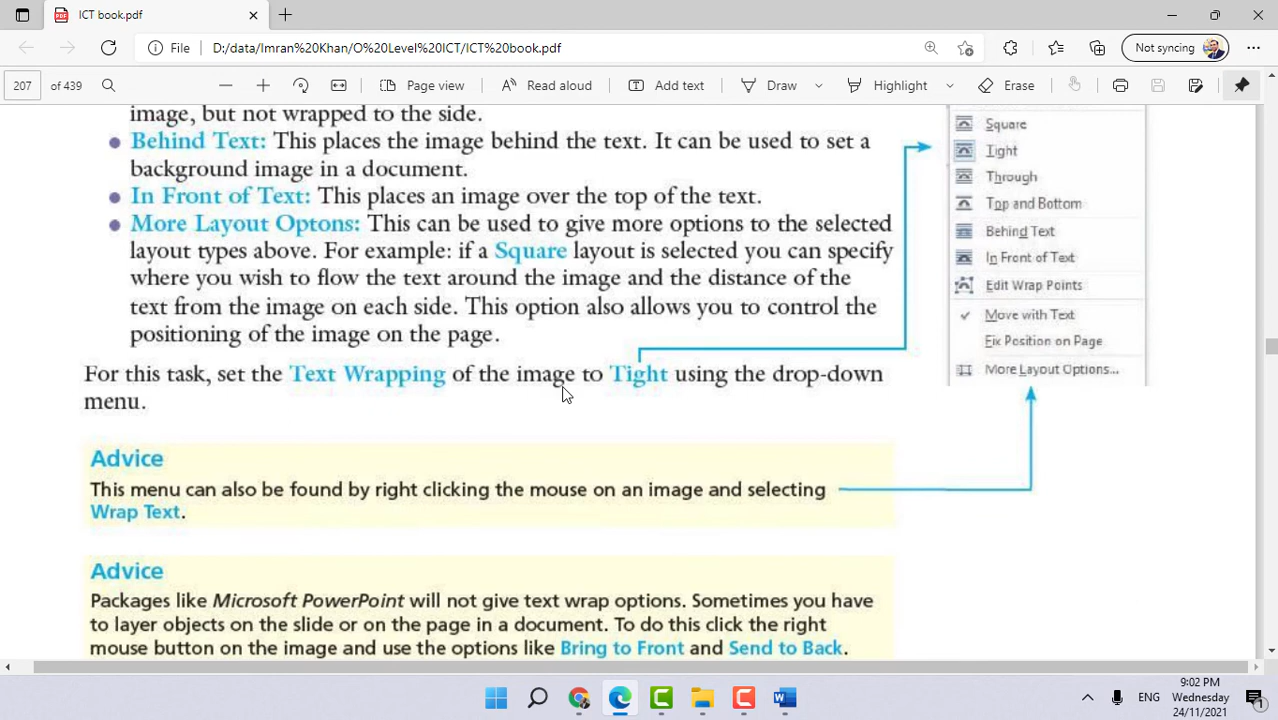 ICT book.pdf
File D:/data/Imran%20Khan/O%20Level%20ICT/ICT%20book.pdf
Not syncing
207 of 439 Page view Read aloud Add text Draw Highlight Erase
image, but not wrapped to the side.
Behind Text: This places the image behind the text. It can be used to set a
background image in a document.
In Front of Text: This places an image over the top of the text.
More Layout Optons: This can be used to give more options to the selected
layout types above. For example: if a Square layout is selected you can specify
where you wish to flow the text around the image and the distance of the
text from the image on each side. This option also allows you to control the
positioning of the image on the page.
For this task, set the Text Wrapping of the image to Tight using the drop-down
menu.
Square
Tight
Through
Top and Bottom
Behind Text
In Front of Text
Edit Wrap Points
Move with Text
Fix Position on Page
More Layout Options...
Advice
This menu can also be found by right clicking the mouse on an image and selecting
Wrap Text.
Advice
Packages like Microsoft PowerPoint will not give text wrap options. Sometimes you have
to layer objects on the slide or on the page in a document. To do this click the right
mouse button on the image and use the options like Bring to Front and Send to Back.
ENG
9:02 PM
Wednesday
24/11/2021
1